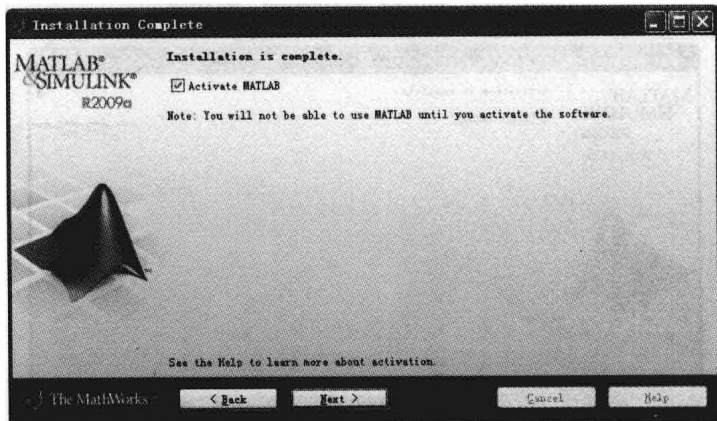 Installation Complete
MATLAB®
&SIMULINK®
R2009a
Installation is complete.
Activate MATLAB
Note: You will not be able to use MATLAB until you activate the software.
See the Help to learn more about activation.
The MathWorks
< Back
Next >
Cancel
Help